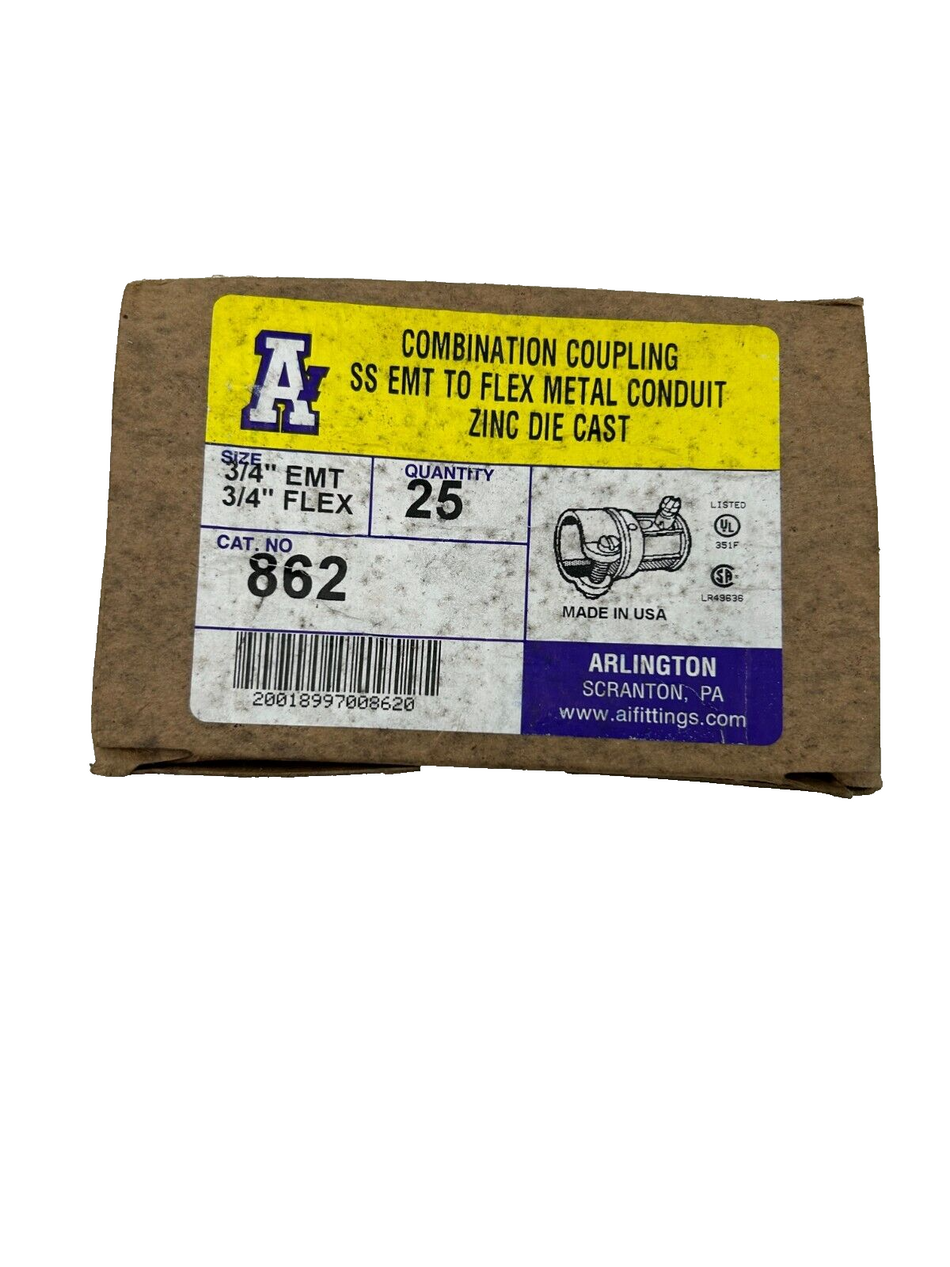 A
COMBINATION COUPLING
SS EMT TO FLEX METAL CONDUIT
ZINC DIE CAST
SIZE
3/4" EMT
3/4" FLEX
QUANTITY
25
CAT. NO
862
LISTED
UL
351F
SA
LR49636
MADE IN USA
20018997008620
ARLINGTON
SCRANTON, PA
www.aifittings.com